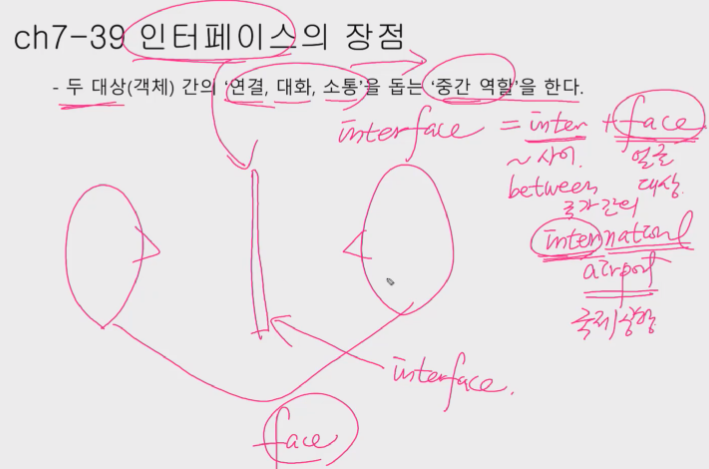 ch7-39 인터페이스의 장점
- 두 대상(객체) 간의 '연결, 대화, 소통'을 돕는 '중간 역할'을 한다.
interface = inter + face
~사이. 얼굴
between 대상.
국가 간의
international
airport
국제
interface.
face